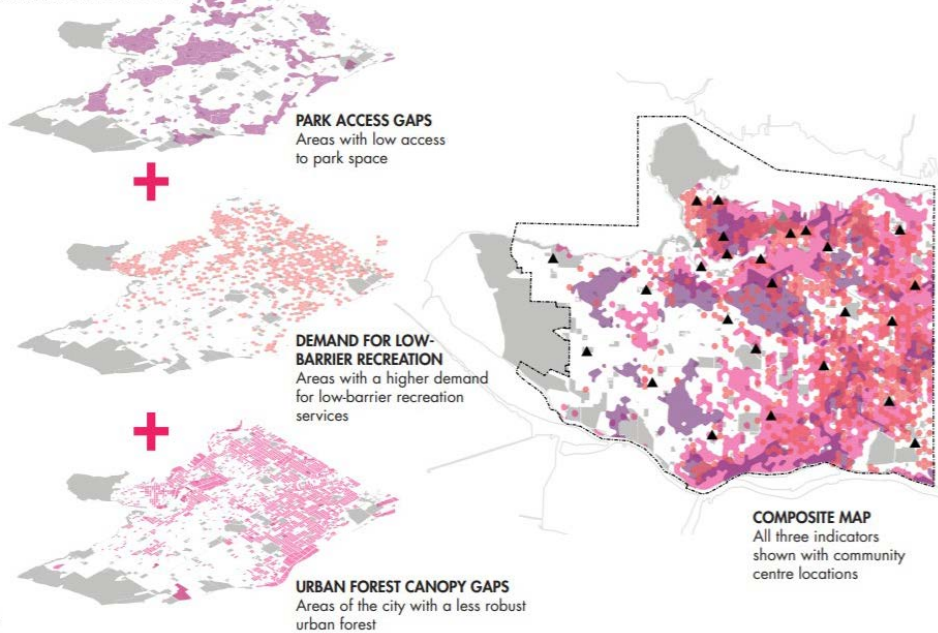 PARK ACCESS GAPS
Areas with low access
to park space
DEMAND FOR LOW-
BARRIER RECREATION
Areas with a higher demand
for low-barrier recreation
services
URBAN FOREST CANOPY GAPS
Areas of the city with a less robust
urban forest
COMPOSITE MAP
All three indicators
shown with community
centre locations